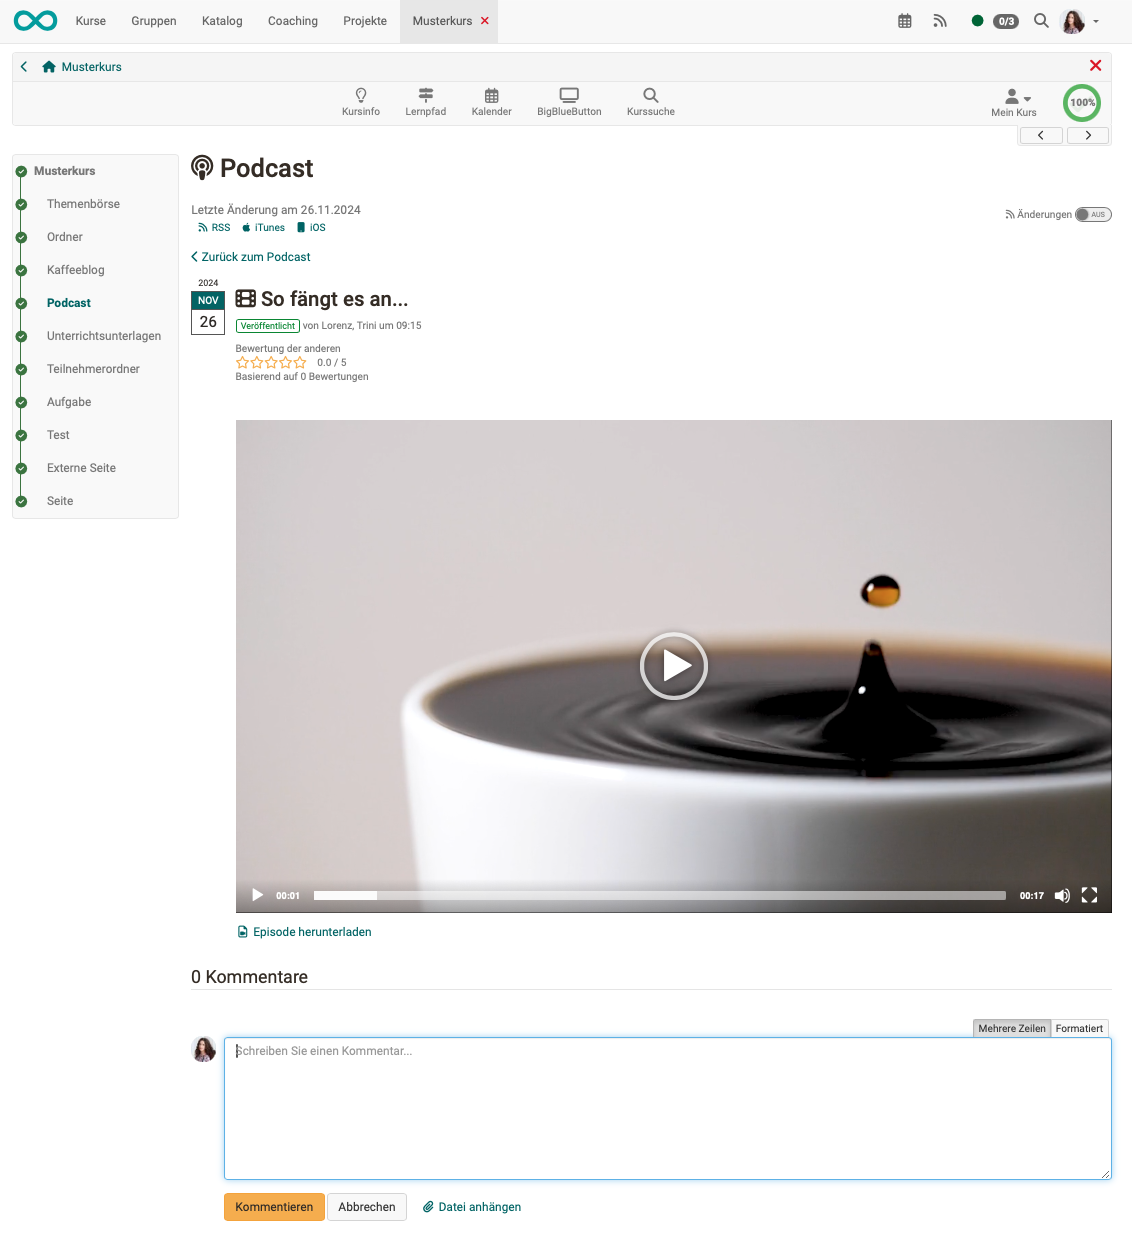 Kurse Gruppen Katalog Coaching Projekte Musterkurs 0/3
Musterkurs
Kursinfo Lernpfad Kalender BigBlueButton Kurssuche Mein Kurs 100%
Musterkurs
Themenbörse
Ordner
Kaffeeblog
Podcast
Unterrichtsunterlagen
Teilnehmerordner
Aufgabe
Test
Externe Seite
Seite
Podcast
Letzte Änderung am 26.11.2024
Änderungen AUS
RSS iTunes iOS
Zurück zum Podcast
2024
NOV
26
So fängt es an...
Veröffentlicht von Lorenz, Trini um 09:15
Bewertung der anderen
0.0 / 5
Basierend auf 0 Bewertungen
00:01 00:17
Episode herunterladen
0 Kommentare
Mehrere Zeilen Formatiert
Schreiben Sie einen Kommentar...
Kommentieren Abbrechen Datei anhängen